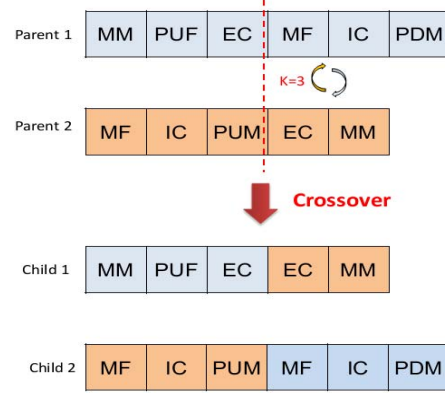 Parent 1 MM PUF EC MF IC PDM
K=3
Parent 2 MF IC PUM EC MM
Crossover
Child 1 MM PUF EC EC MM
Child 2 MF IC PUM MF IC PDM